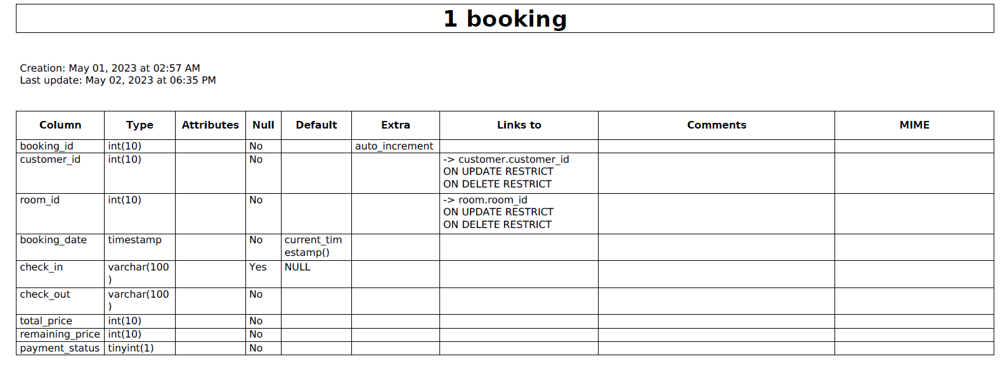 1 booking
Creation: May 01, 2023 at 02:57 AM
Last update: May 02, 2023 at 06:35 PM
Column Type Attributes Null Default Extra Links to Comments MIME
booking_id int(10) No auto_increment
customer_id int(10) No -> customer.customer_id
ON UPDATE RESTRICT
ON DELETE RESTRICT
room_id int(10) No -> room.room_id
ON UPDATE RESTRICT
ON DELETE RESTRICT
booking_date timestamp No current_tim
estamp()
check_in varchar(100 Yes NULL
)
check_out varchar(100 No
)
total_price int(10) No
remaining_price int(10) No
payment_status tinyint(1) No